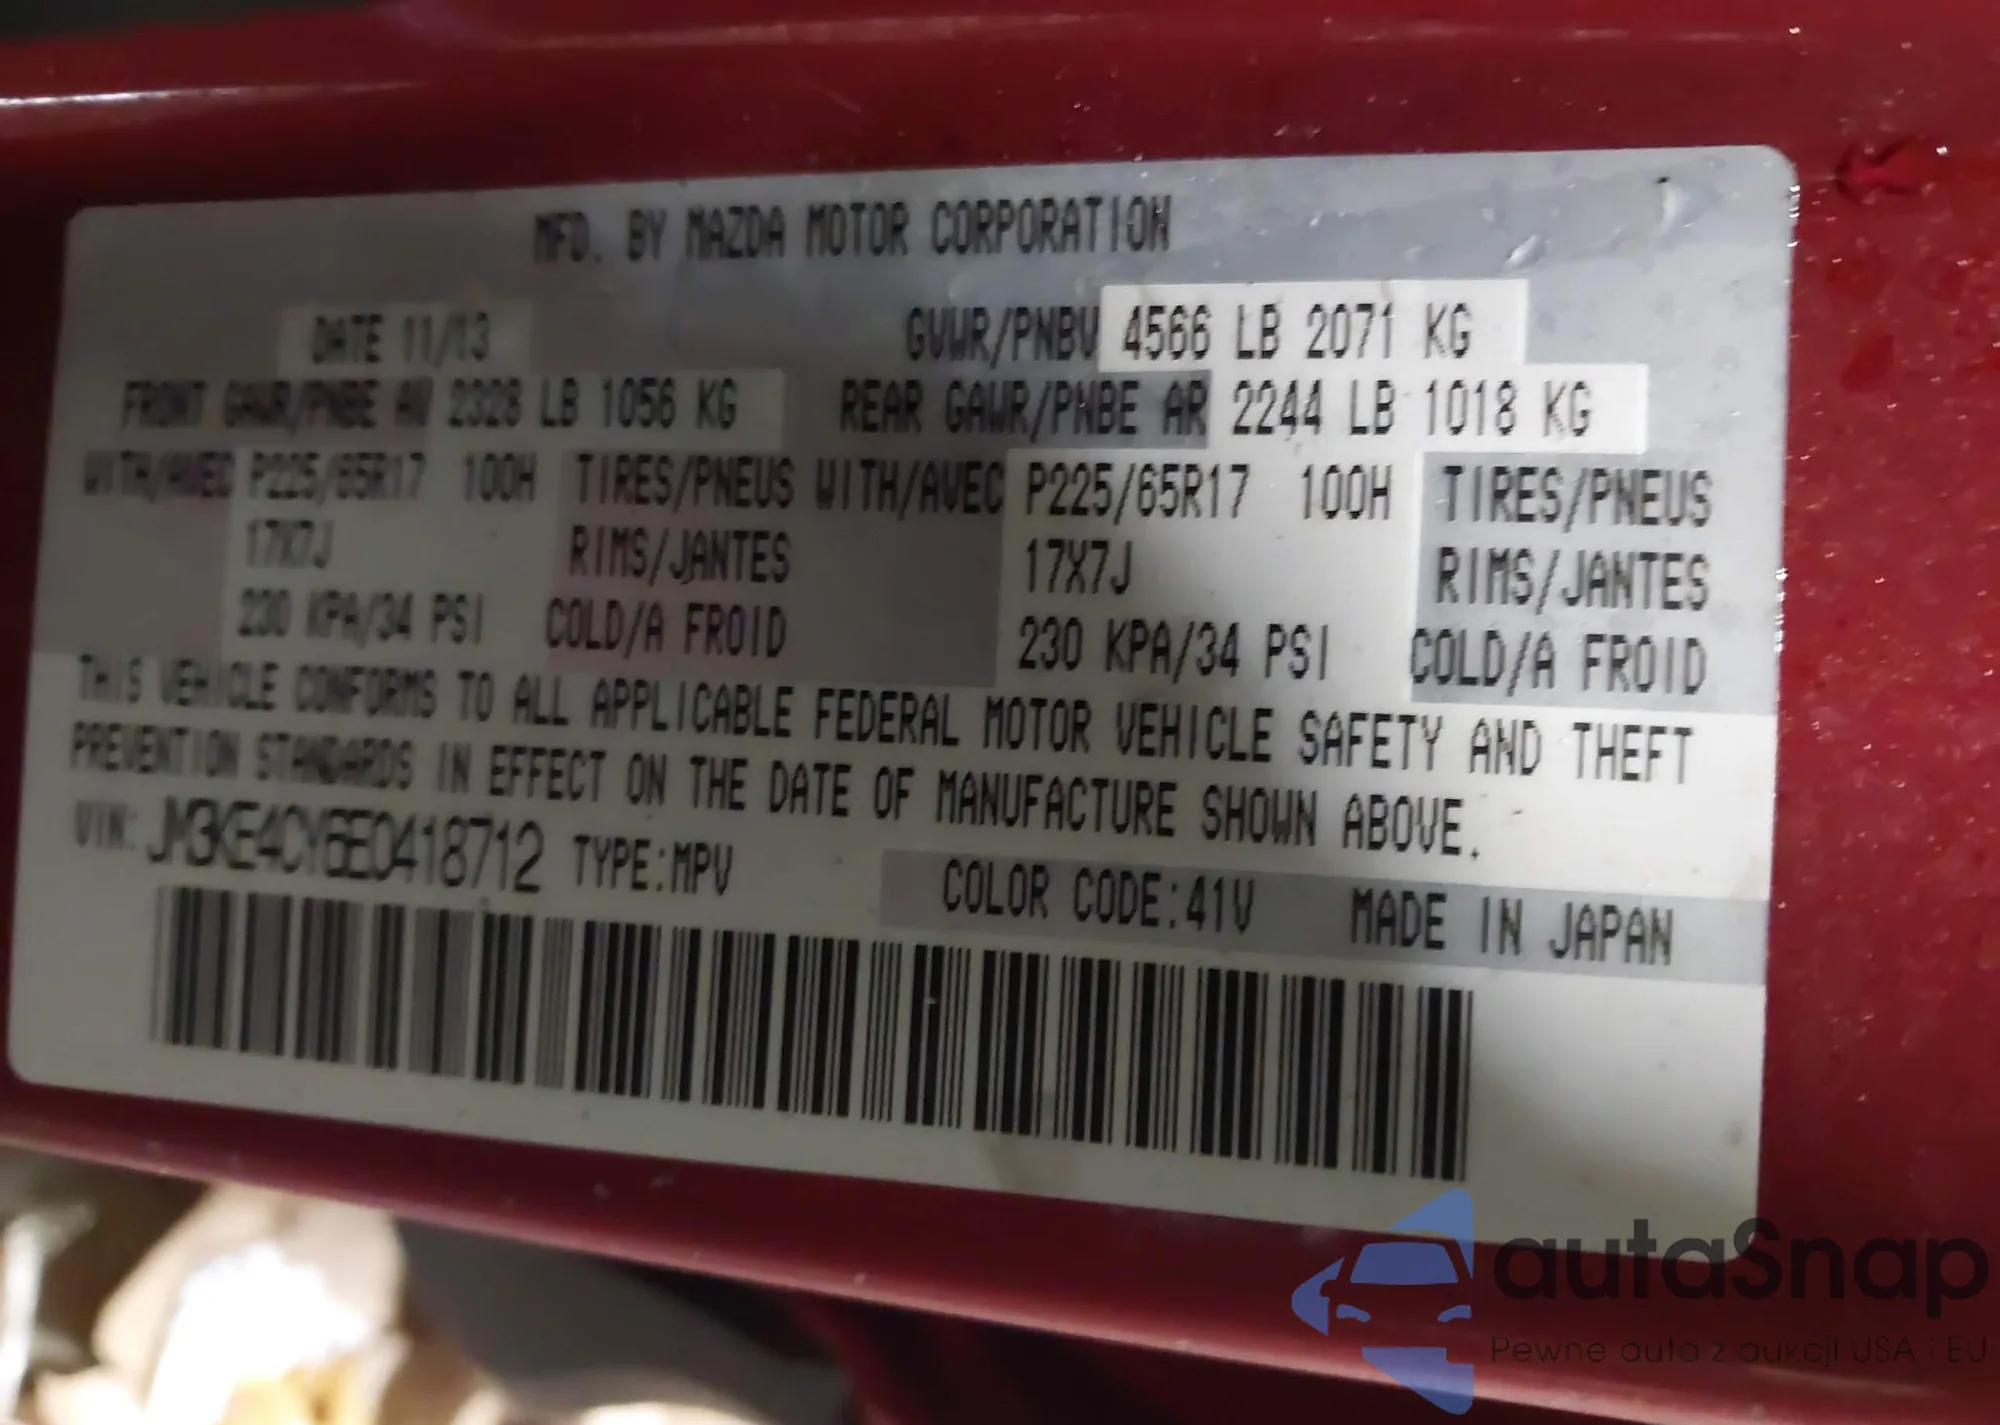 MFD. BY MAZDA MOTOR CORPORATION
DATE 11/13 GVWR/PNBV 4566 LB 2071 KG
FRONT GAWR/PNBE AV 2328 LB 1056 KG REAR GAWR/PNBE AR 2244 LB 1018 KG
WITH/AVEC P225/65R17 100H TIRES/PNEUS WITH/AVEC P225/65R17 100H TIRES/PNEUS
17X7J RIMS/JANTES 17X7J RIMS/JANTES
230 KPA/34 PSI COLD/A FROID 230 KPA/34 PSI COLD/A FROID
THIS VEHICLE CONFORMS TO ALL APPLICABLE FEDERAL MOTOR VEHICLE SAFETY AND THEFT
PREVENTION STANDARDS IN EFFECT ON THE DATE OF MANUFACTURE SHOWN ABOVE.
VIN: JM3KE4CY6E0418712 TYPE:MPV COLOR CODE:41V MADE IN JAPAN
autaSnap
Pewne auta z aukcji USA i EU